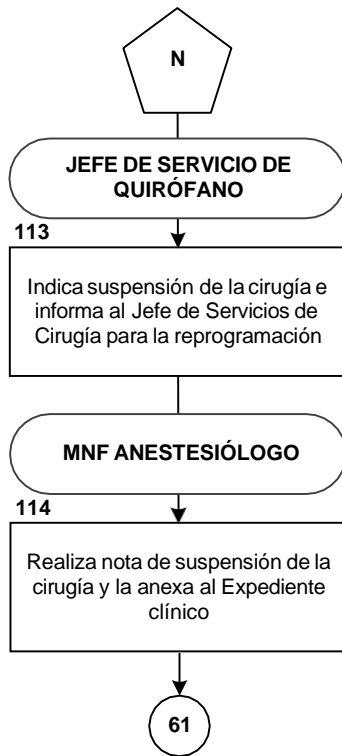 N
JEFE DE SERVICIO DE
QUIRÓFANO
113
Indica suspensión de la cirugía e
informa al Jefe de Servicios de
Cirugía para la reprogramación
MNF ANESTESIÓLOGO
114
Realiza nota de suspensión de la
cirugía y la anexa al Expediente
clínico
61